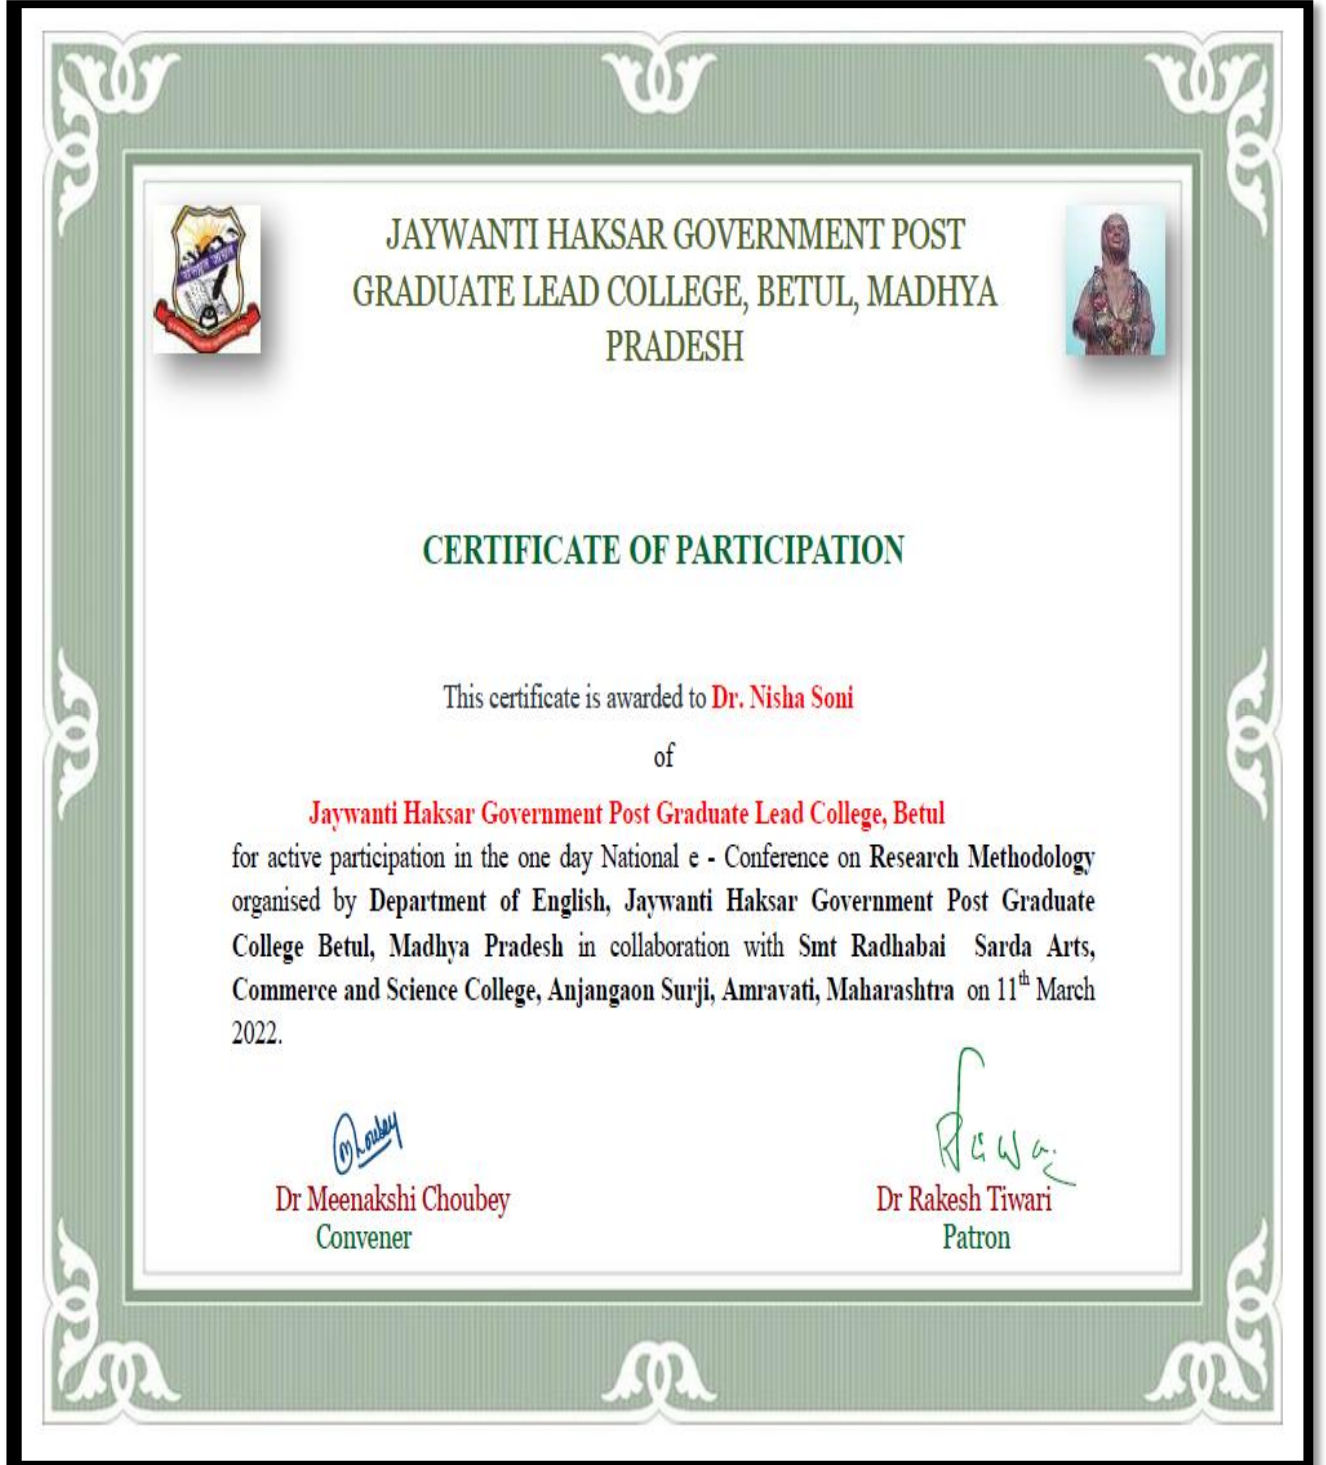 JAYWANTI HAKSAR GOVERNMENT POST
GRADUATE LEAD COLLEGE, BETUL, MADHYA
PRADESH
CERTIFICATE OF PARTICIPATION
This certificate is awarded to Dr. Nisha Soni
of
Jaywanti Haksar Government Post Graduate Lead College, Betul
for active participation in the one day National e - Conference on Research Methodology
organised by Department of English, Jaywanti Haksar Government Post Graduate
College Betul, Madhya Pradesh in collaboration with Smt Radhabai Sarda Arts,
Commerce and Science College, Anjangaon Surji, Amravati, Maharashtra on 11th March
2022.
MChoubey
Dr Meenakshi Choubey
Convener
Dr Rakesh Tiwari
Patron